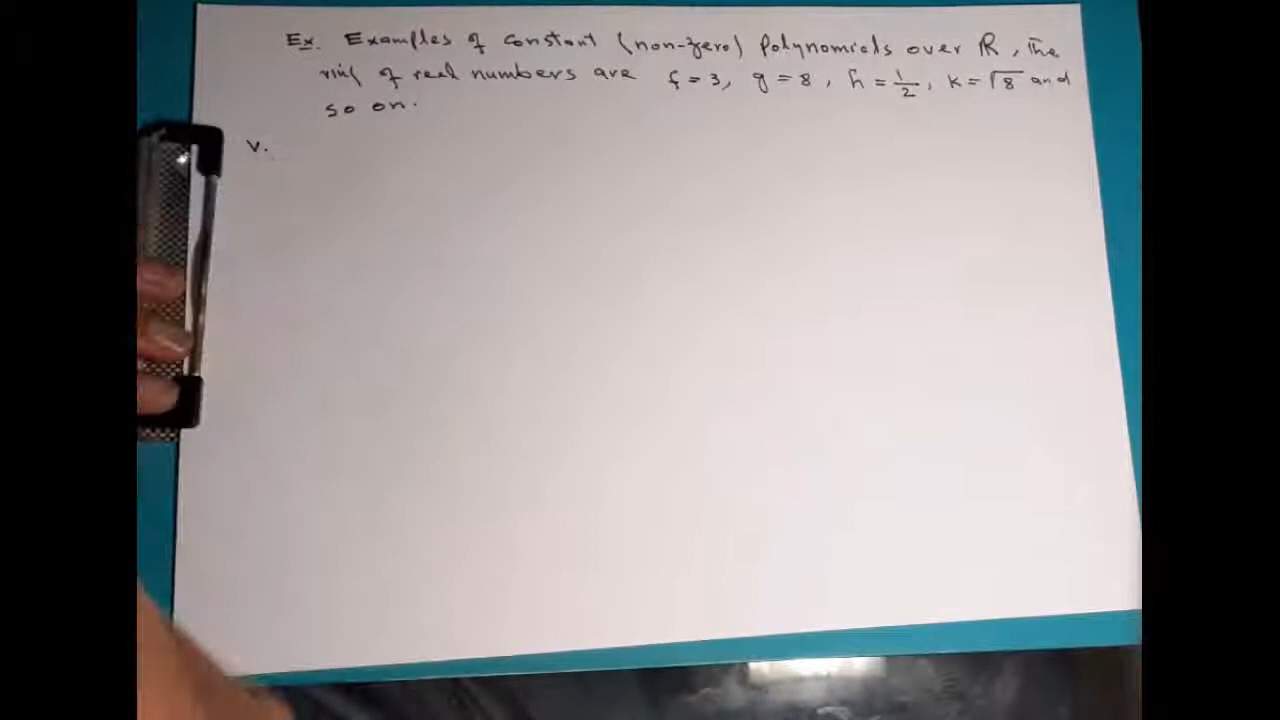 Ex. Examples of constant (non-zero) polynomials over ℝ, the
ring of real numbers are f = 3, g = 8, h = 1/2, k = √8 and
so on.
v.